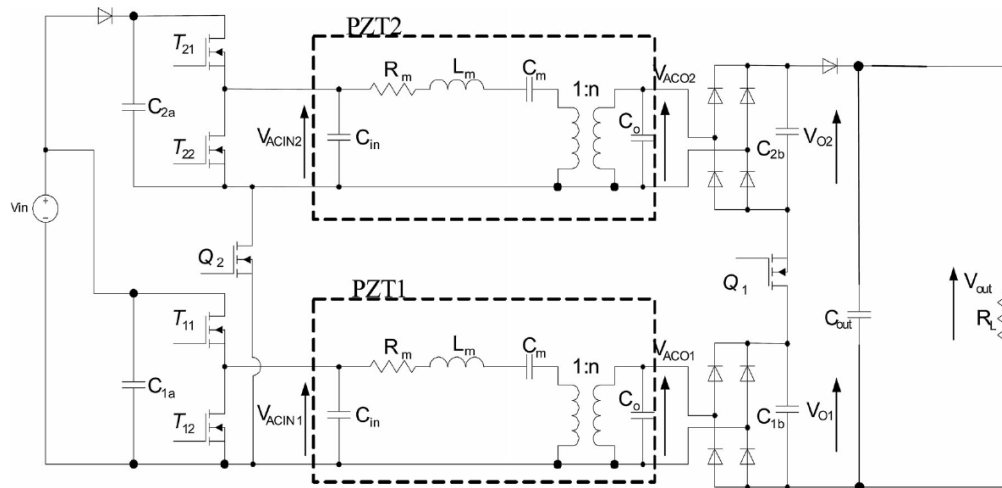 PZT2
T21
Rm
Lm
Cm
1:n
VACO2
C2a
VACIN2
Cin
Co
C2b
VO2
T22
Vin
Q2
Q1
PZT1
T11
Rm
Lm
Cm
1:n
VACO1
Cout
Vout
RL
C1a
VACIN1
Cin
Co
C1b
VO1
T12